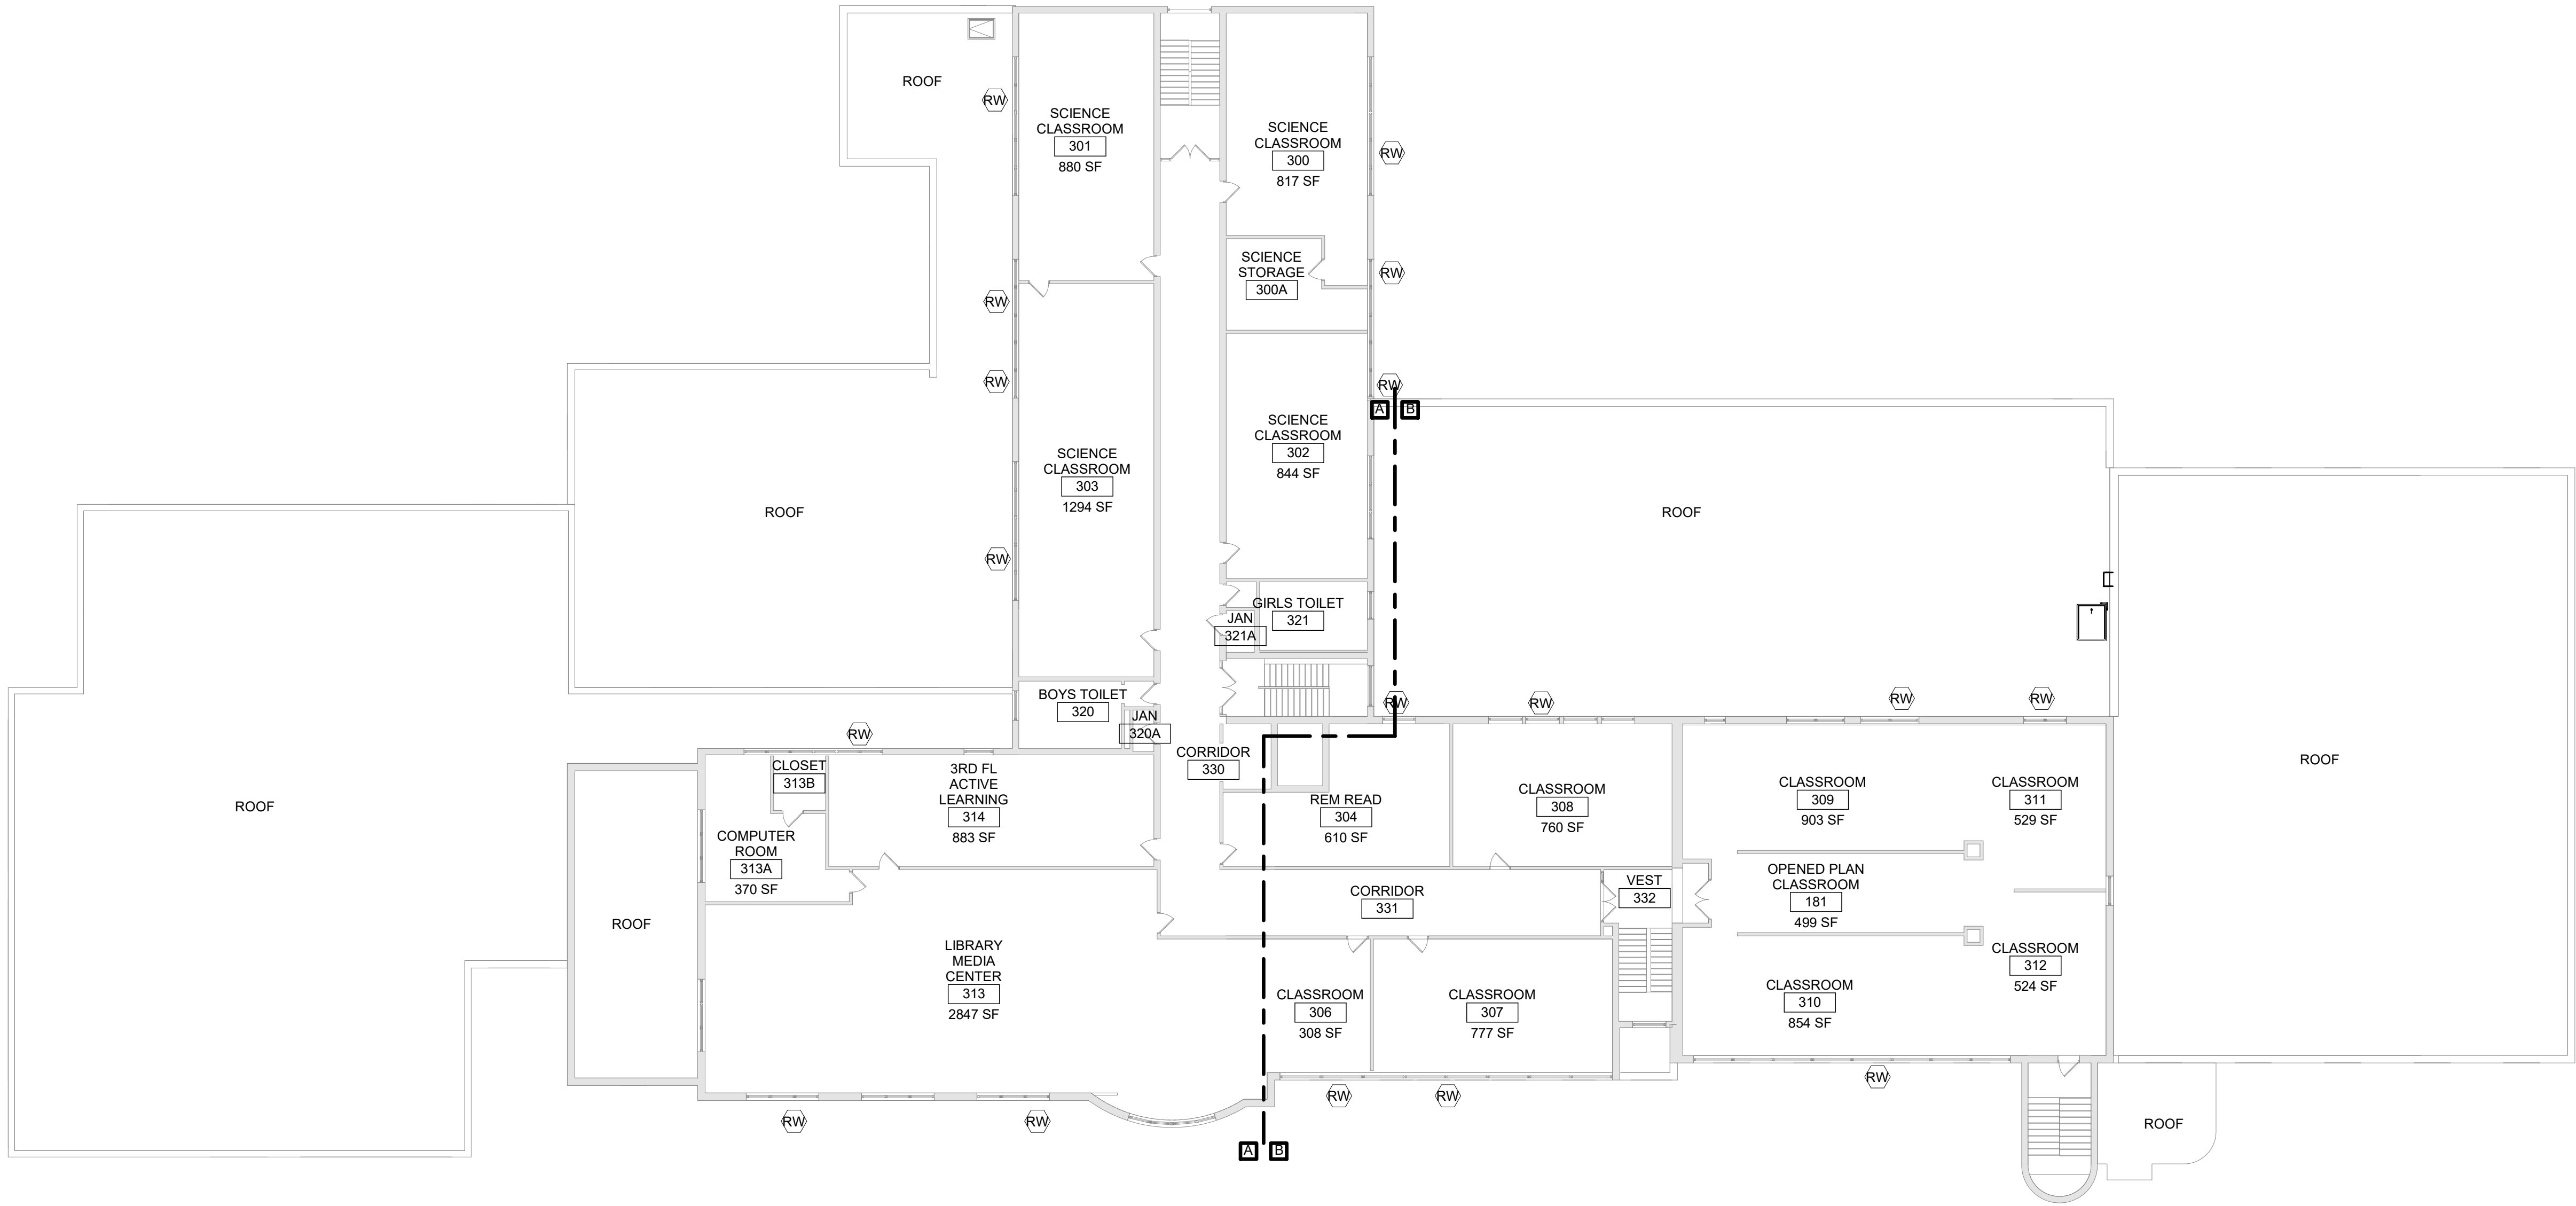 ROOF
RW
SCIENCE
CLASSROOM
301
880 SF
SCIENCE
CLASSROOM
300
817 SF
RW
SCIENCE
STORAGE
300A
RW
RW
RW
RW
A
B
SCIENCE
CLASSROOM
302
844 SF
SCIENCE
CLASSROOM
303
1294 SF
ROOF
ROOF
RW
GIRLS TOILET
321
JAN
321A
BOYS TOILET
320
JAN
320A
RW
RW
RW
RW
RW
CORRIDOR
330
CLOSET
313B
3RD FL
ACTIVE
LEARNING
314
883 SF
COMPUTER
ROOM
313A
370 SF
REM READ
304
610 SF
CLASSROOM
308
760 SF
CLASSROOM
309
903 SF
CLASSROOM
311
529 SF
ROOF
ROOF
OPENED PLAN
CLASSROOM
181
499 SF
VEST
332
CORRIDOR
331
ROOF
LIBRARY
MEDIA
CENTER
313
2847 SF
CLASSROOM
306
308 SF
CLASSROOM
307
777 SF
CLASSROOM
310
854 SF
CLASSROOM
312
524 SF
RW
RW
RW
RW
RW
ROOF
A
B